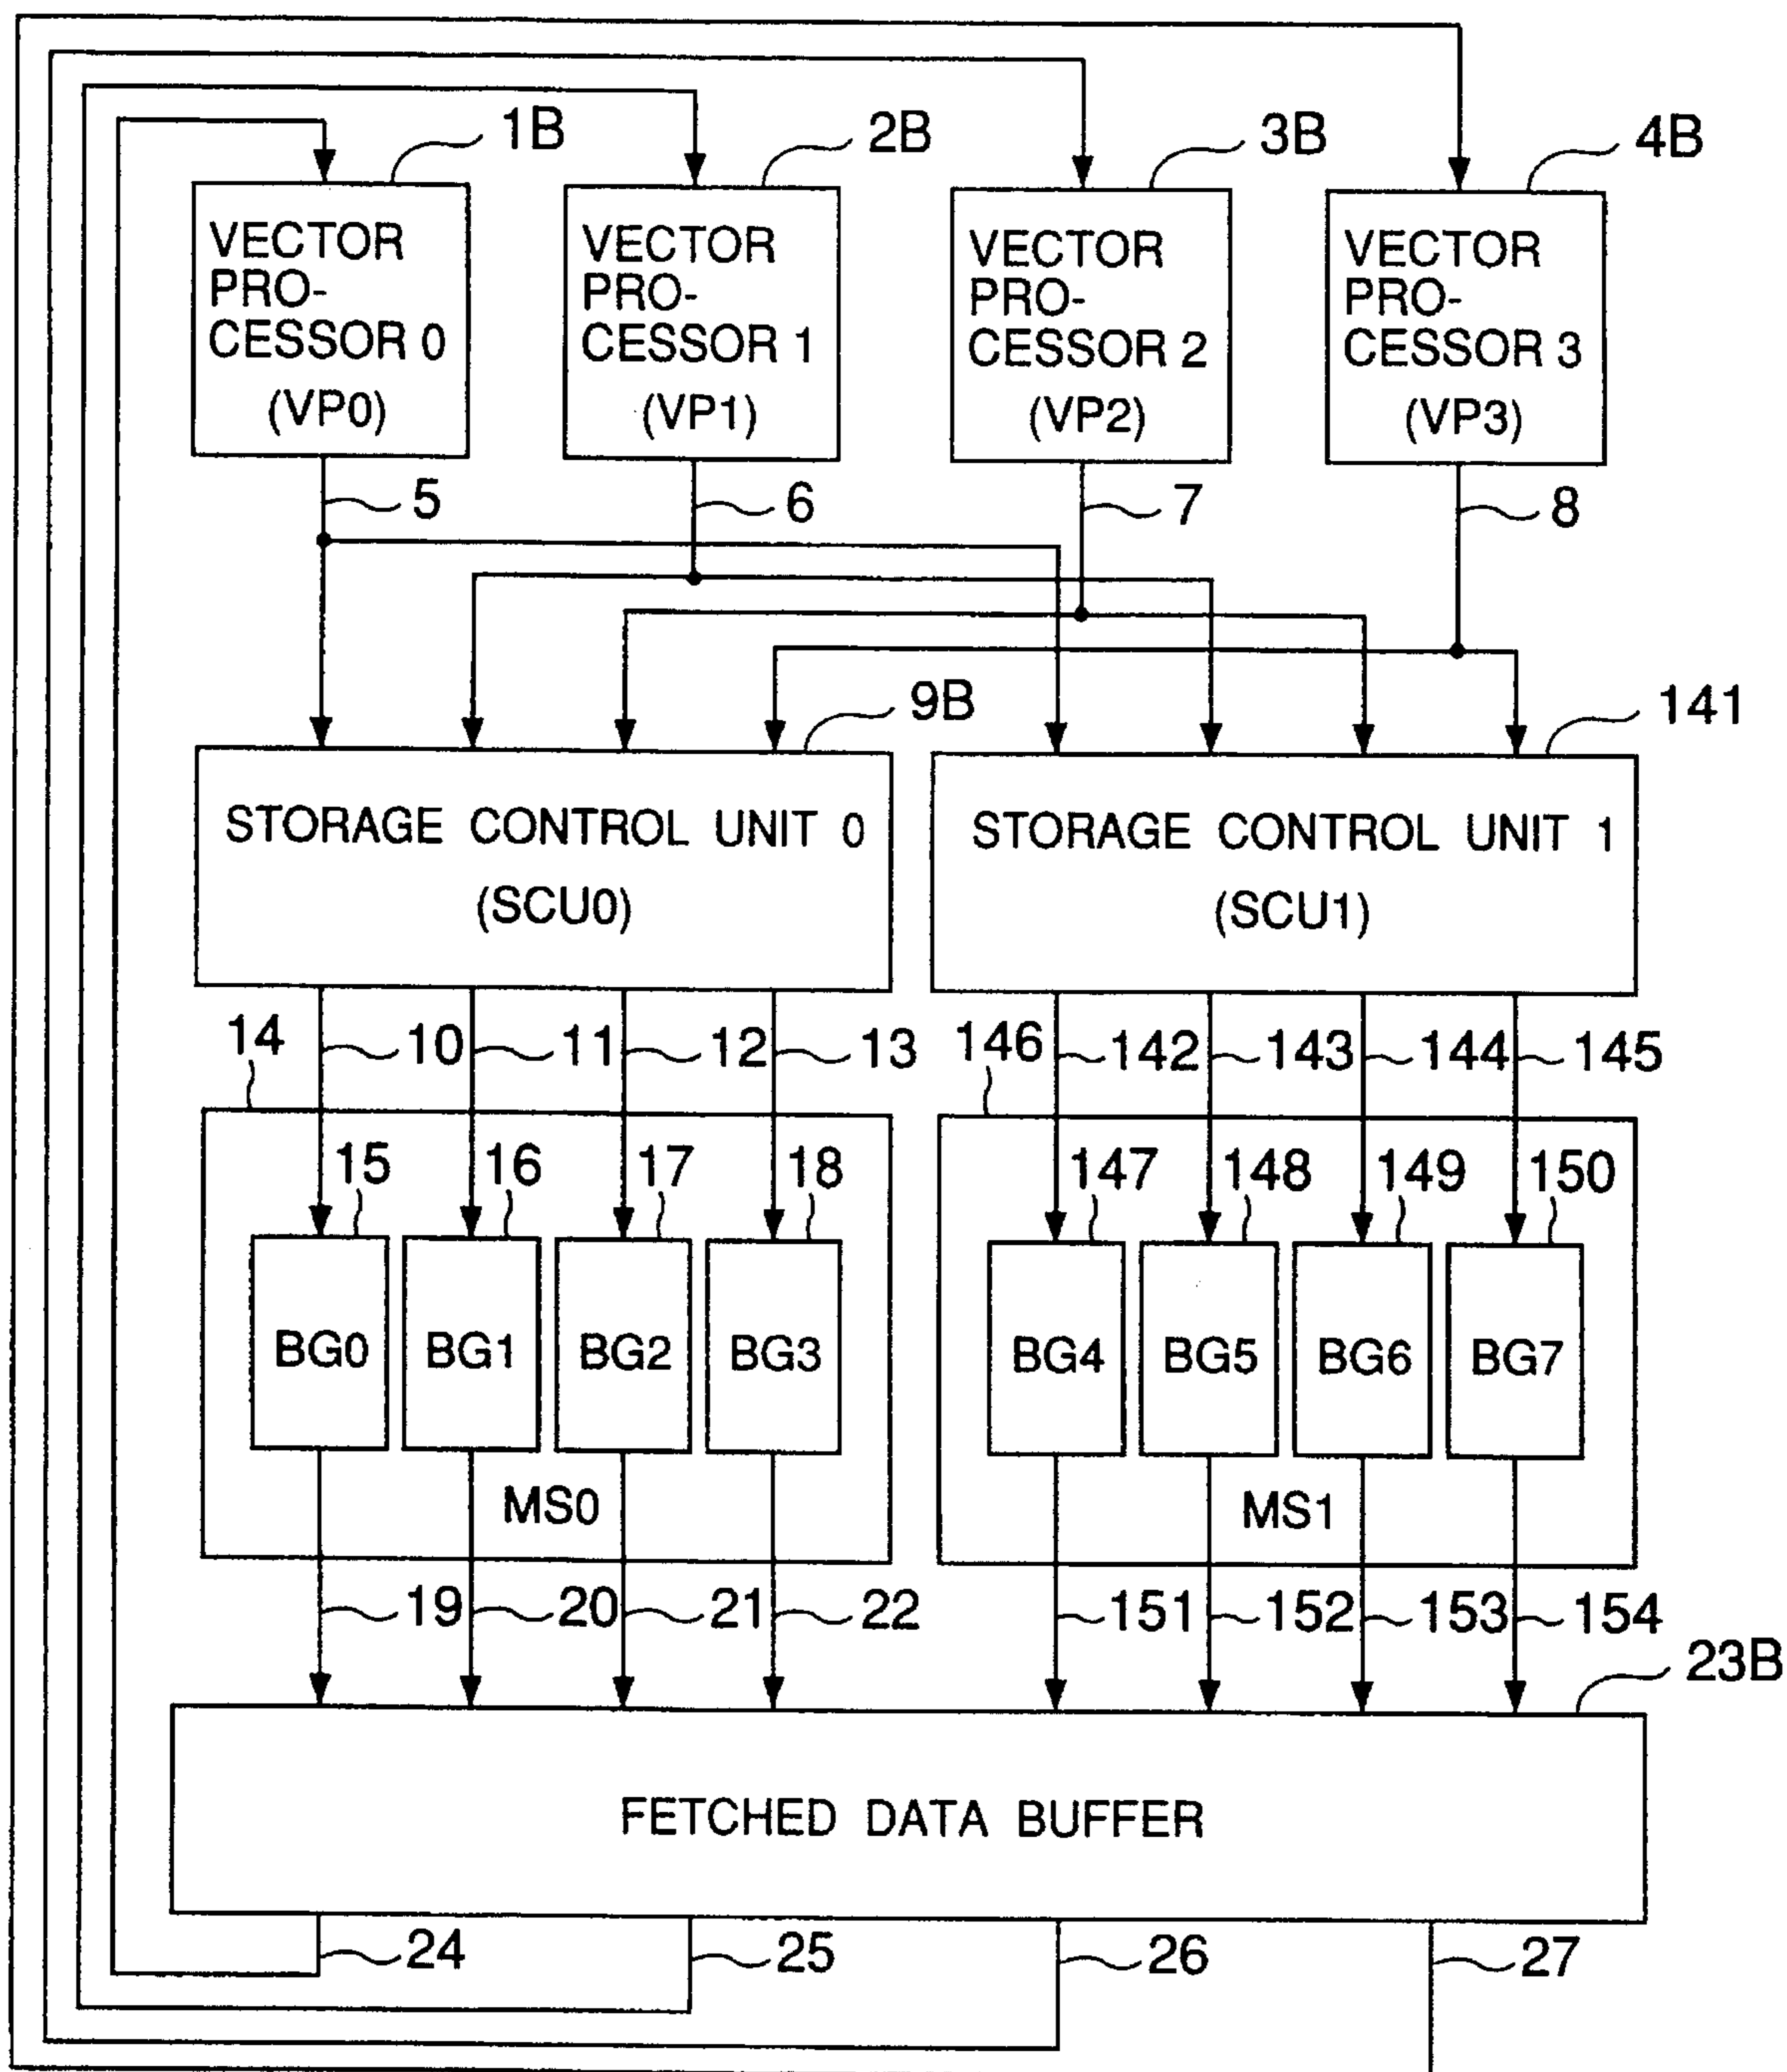 1B
2B
3B
4B
VECTOR
PRO-
CESSOR 0
(VP0)
VECTOR
PRO-
CESSOR 1
(VP1)
VECTOR
PRO-
CESSOR 2
(VP2)
VECTOR
PRO-
CESSOR 3
(VP3)
5
6
7
8
9B
141
STORAGE CONTROL UNIT 0
(SCU0)
STORAGE CONTROL UNIT 1
(SCU1)
14
10
11
12
13
146
142
143
144
145
15
16
17
18
147
148
149
150
BG0
BG1
BG2
BG3
BG4
BG5
BG6
BG7
MS0
MS1
19
20
21
22
151
152
153
154
23B
FETCHED DATA BUFFER
24
25
26
27